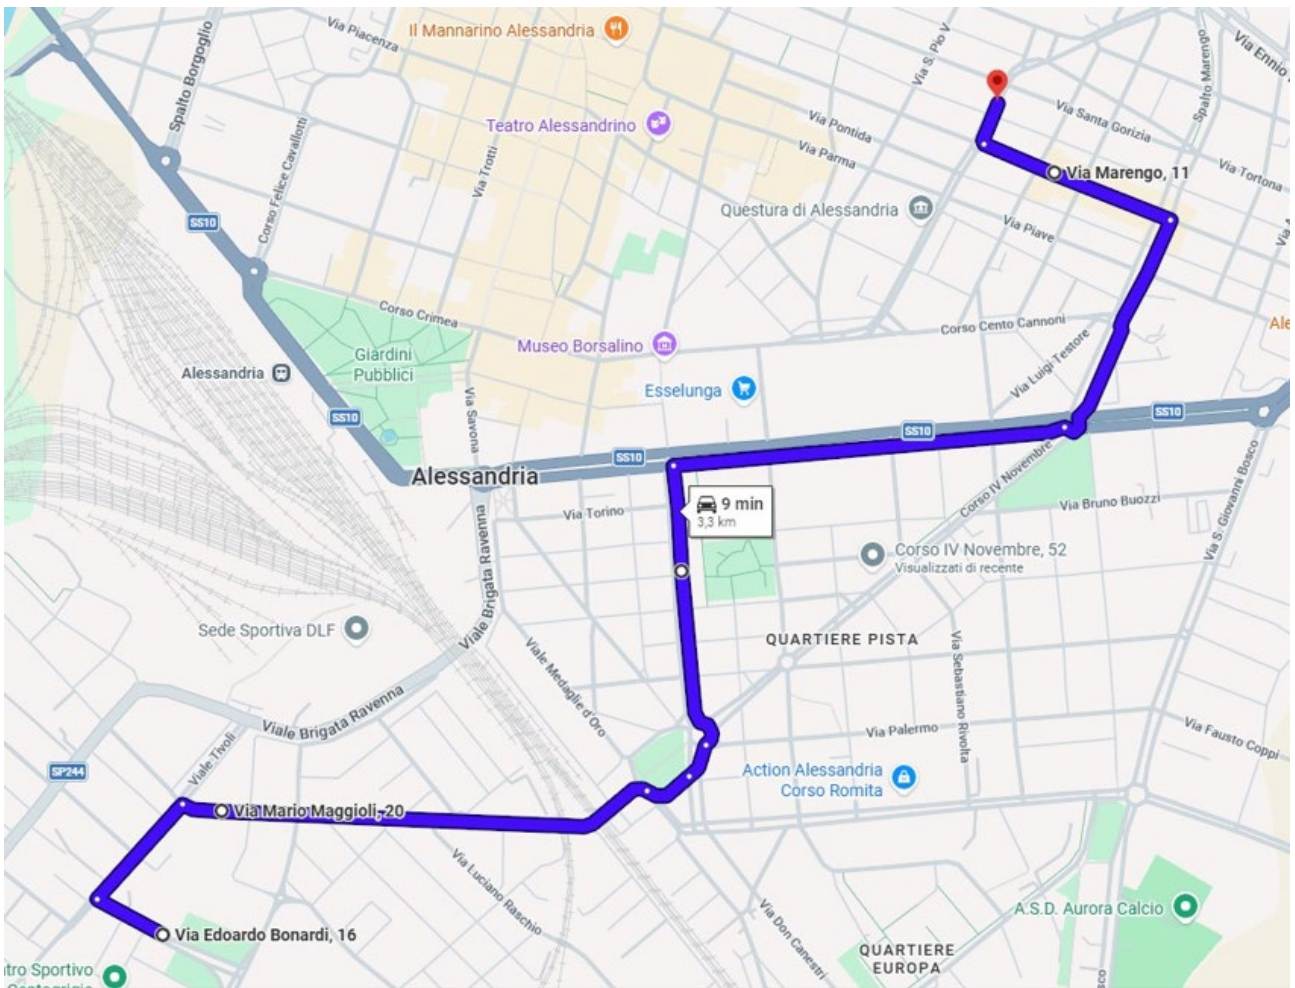 Il Mannarino Alessandria
Via Piacenza
Spalto Borgoglio
Via S. Pio V
Via Ennio
Spalto Marengo
Teatro Alessandrino
Via Pontida
Via Santa Gorizia
Corso Felice Cavallotti
Via Trotti
Via Parma
Via Tortona
Via Marengo, 11
SS10
Questura di Alessandria
Via Piave
Corso Crimea
Corso Cento Cannoni
Ale
Museo Borsalino
Giardini
Pubblici
Alessandria
Via Luigi Testore
Esselunga
SS10
Via Savona
SS10
SS10
SS10
Alessandria
Corso IV Novembre
Via S. Giovanni Bosco
9 min
3,3 km
Via Torino
Via Bruno Buozzi
Viale Brigata Ravenna
Corso IV Novembre, 52
Visualizzati di recente
Sede Sportiva DLF
QUARTIERE PISTA
Viale Medaglie d'Oro
Via Sebastiano Rivolta
Viale Brigata Ravenna
Viale Tivoli
Via Palermo
Via Fausto Coppi
SP244
Action Alessandria
Corso Romita
Via Mario Maggioli, 20
Via Luciano Raschio
Via Edoardo Bonardi, 16
Via Don Canestri
A.S.D. Aurora Calcio
QUARTIERE
EUROPA
tro Sportivo